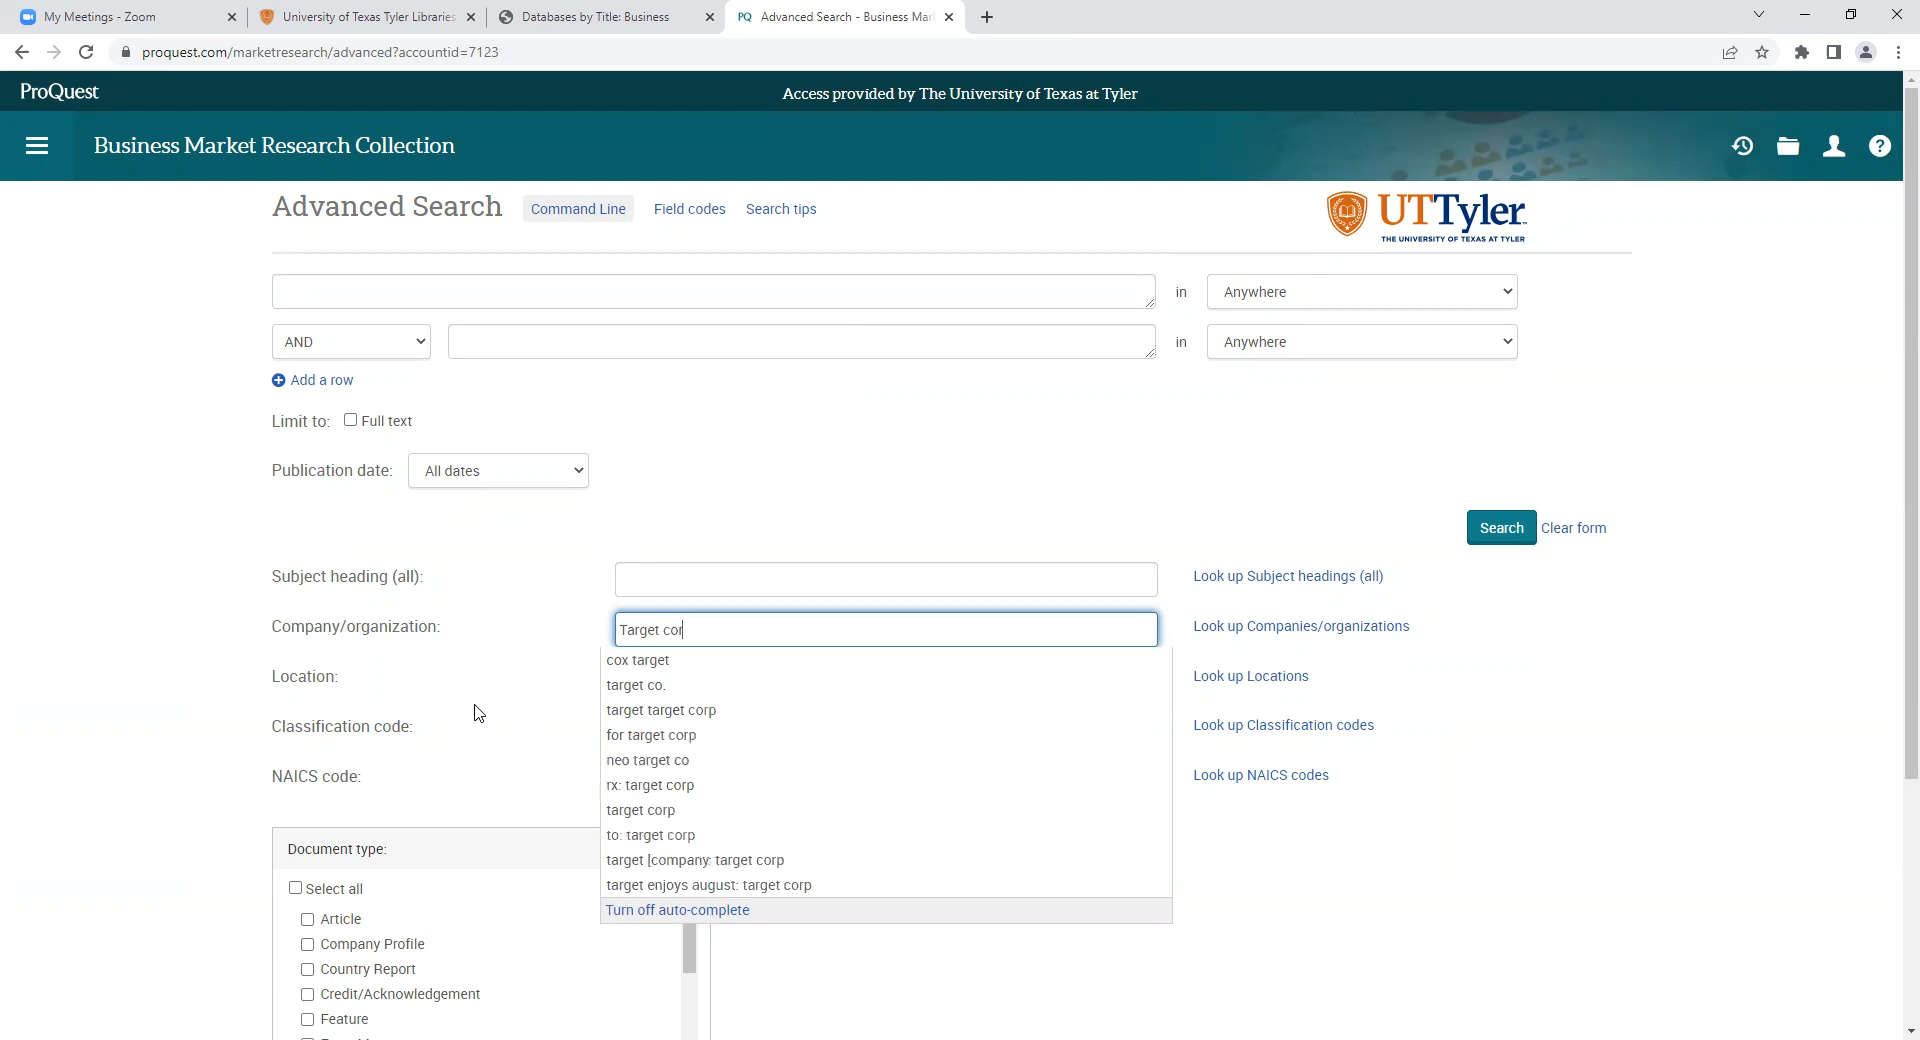 My Meetings - Zoom
University of Texas Tyler Libraries
Databases by Title: Business
PQ Advanced Search - Business Mar
proquest.com/marketresearch/advanced?accountid=7123
ProQuest
Access provided by The University of Texas at Tyler
Business Market Research Collection
?
Advanced Search
Command Line
Field codes
Search tips
UTTyler
THE UNIVERSITY OF TEXAS AT TYLER
in
Anywhere
AND
in
Anywhere
Add a row
Limit to:
Full text
Publication date:
All dates
Search
Clear form
Subject heading (all):
Look up Subject headings (all)
Company/organization:
Target cor
Look up Companies/organizations
cox target
target co.
target target corp
for target corp
neo target co
rx: target corp
target corp
to: target corp
target [company: target corp
target enjoys august: target corp
Turn off auto-complete
Location:
Look up Locations
Classification code:
Look up Classification codes
NAICS code:
Look up NAICS codes
Document type:
Select all
Article
Company Profile
Country Report
Credit/Acknowledgement
Feature